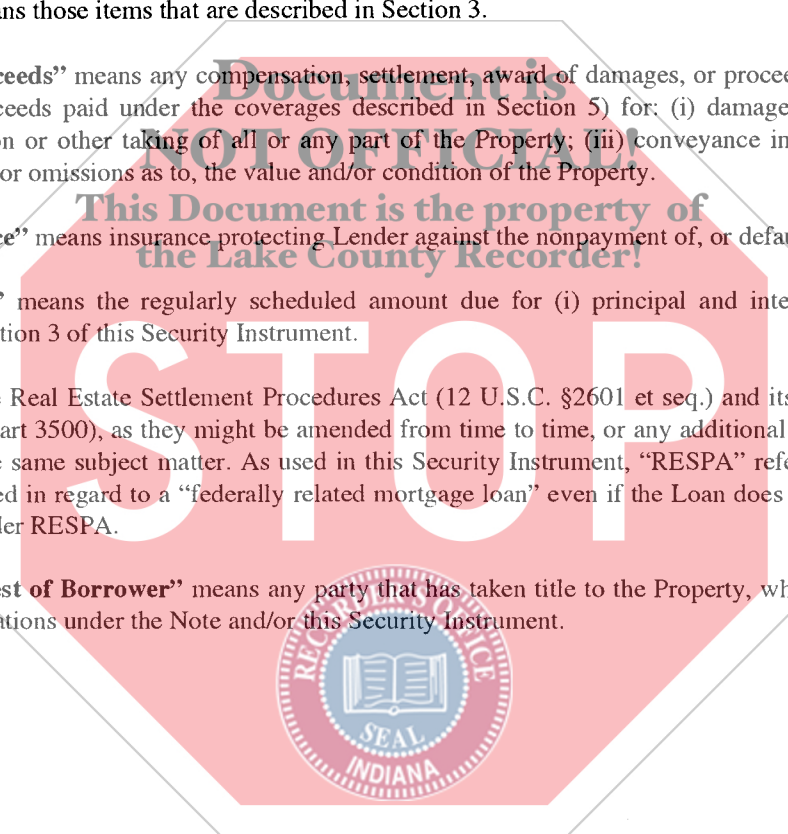 ns those items that are described in Section 3.
ceeds” means any compensation, settlement, award of damages, or procee
ceeds paid under the coverages described in Section 5) for: (i) damage
n or other taking of all or any part of the Property; (iii) conveyance in
or omissions as to, the value and/or condition of the Property.
ce” means insurance protecting Lender against the nonpayment of, or defau
” means the regularly scheduled amount due for (i) principal and inte
tion 3 of this Security Instrument.
e Real Estate Settlement Procedures Act (12 U.S.C. §2601 et seq.) and its
art 3500), as they might be amended from time to time, or any additional
e same subject matter. As used in this Security Instrument, “RESPA” refe
ed in regard to a “federally related mortgage loan” even if the Loan does
der RESPA.
est of Borrower” means any party that has taken title to the Property, wh
ations under the Note and/or this Security Instrument.
Document is
NOT OFFICIAL!
This Document is the property of
the Lake County Recorder!
STOP
RECORDER'S OFFICE
SEAL
INDIANA